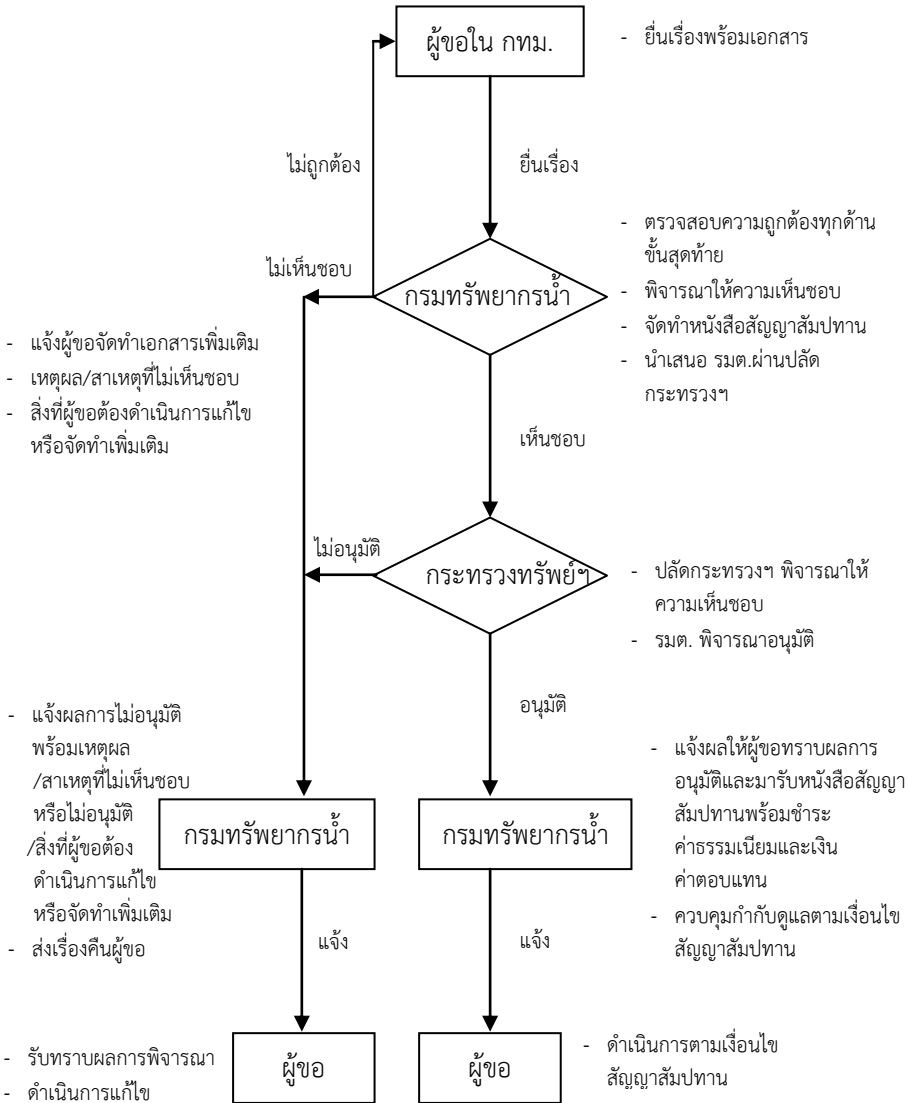 ผู้ขอใน กทม.
- ยื่นเรื่องพร้อมเอกสาร
ไม่ถูกต้อง
ยื่นเรื่อง
- ตรวจสอบความถูกต้องทุกด้าน
ขั้นสุดท้าย
- พิจารณาให้ความเห็นชอบ
- จัดทำหนังสือสัญญาสัมปทาน
- นำเสนอ รมต.ผ่านปลัด
กระทรวงฯ
ไม่เห็นชอบ
กรมทรัพยากรน้ำ
- แจ้งผู้ขอจัดทำเอกสารเพิ่มเติม
- เหตุผล/สาเหตุที่ไม่เห็นชอบ
- สิ่งที่ผู้ขอต้องดำเนินการแก้ไข
หรือจัดทำเพิ่มเติม
เห็นชอบ
ไม่อนุมัติ
กระทรวงทรัพย์ฯ
- ปลัดกระทรวงฯ พิจารณาให้
ความเห็นชอบ
- รมต. พิจารณาอนุมัติ
อนุมัติ
- แจ้งผลการไม่อนุมัติ
พร้อมเหตุผล
/สาเหตุที่ไม่เห็นชอบ
หรือไม่อนุมัติ
/สิ่งที่ผู้ขอต้อง
ดำเนินการแก้ไข
หรือจัดทำเพิ่มเติม
- ส่งเรื่องคืนผู้ขอ
กรมทรัพยากรน้ำ
กรมทรัพยากรน้ำ
- แจ้งผลให้ผู้ขอทราบผลการ
อนุมัติและมารับหนังสือสัญญา
สัมปทานพร้อมชำระ
ค่าธรรมเนียมและเงิน
ค่าตอบแทน
- ควบคุมกำกับดูแลตามเงื่อนไข
สัญญาสัมปทาน
แจ้ง
แจ้ง
- รับทราบผลการพิจารณา
- ดำเนินการแก้ไข
ผู้ขอ
ผู้ขอ
- ดำเนินการตามเงื่อนไข
สัญญาสัมปทาน